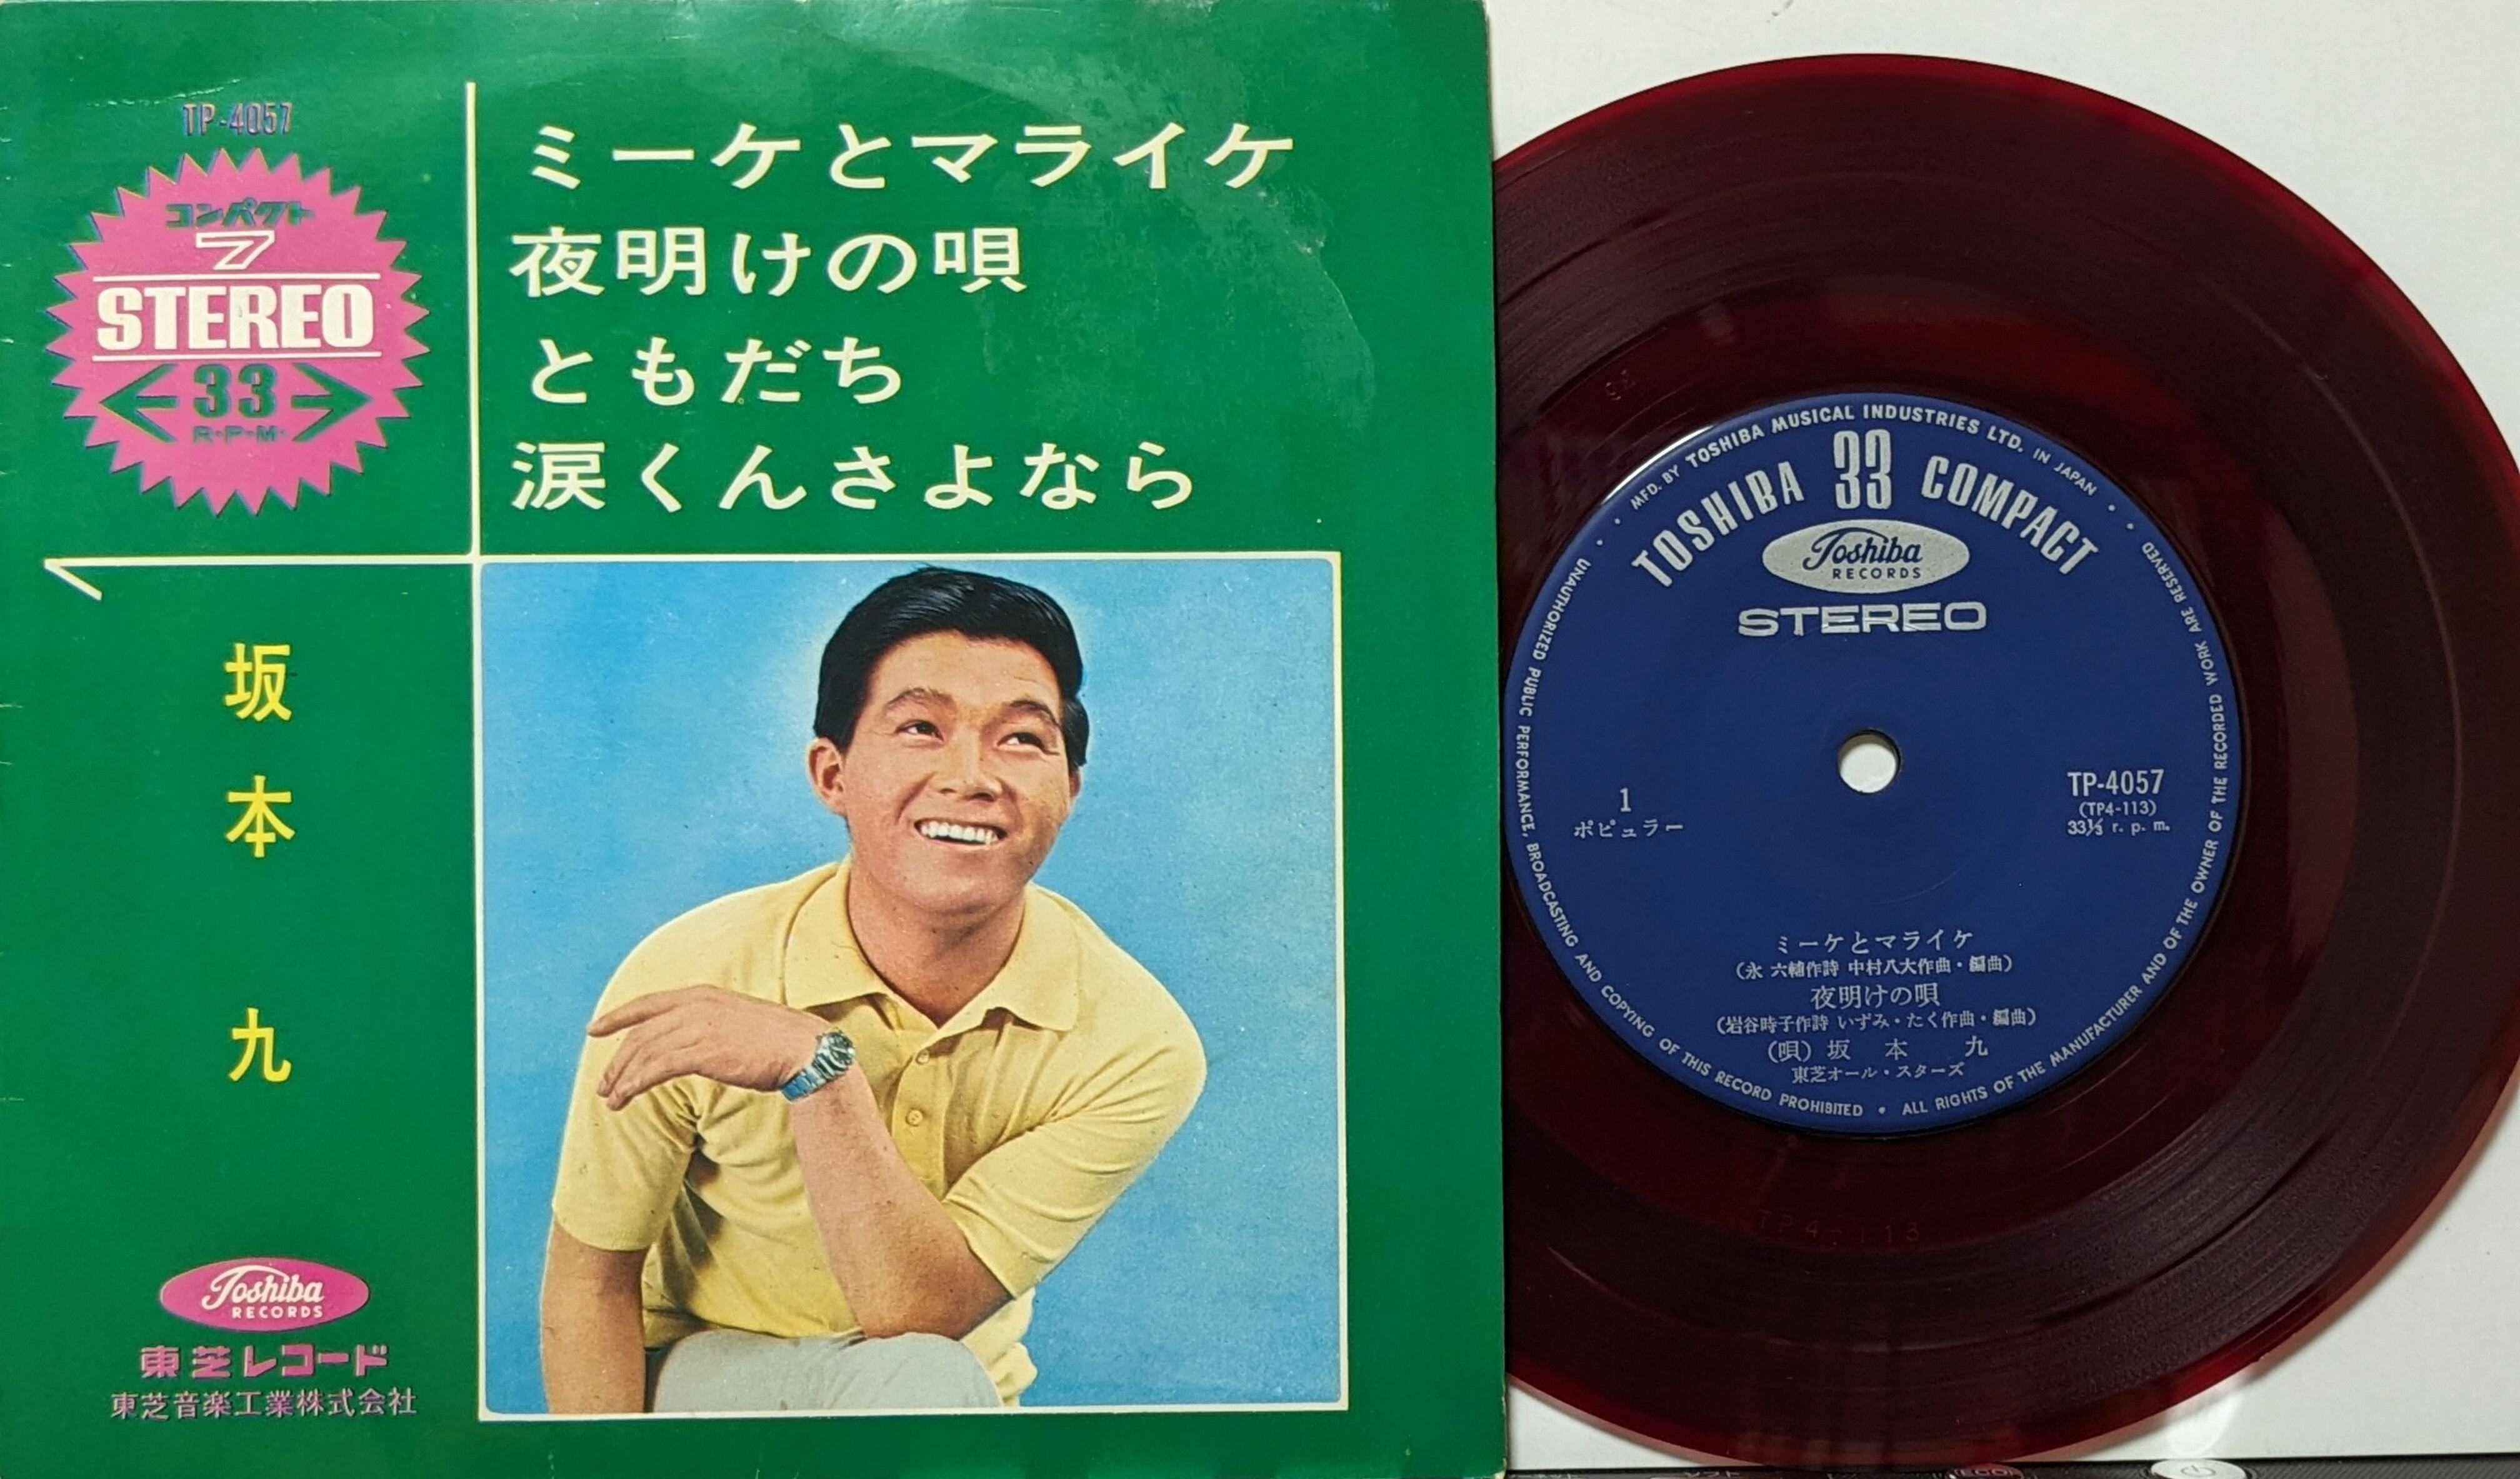 TP-4057
コンパクト
7
STEREO
33
R·P·M·
ミーケとマライケ
夜明けの唄
ともだち
涙くんさよなら
坂本九
Toshiba
RECORDS
東芝レコード
東芝音楽工業株式会社
MFD. BY TOSHIBA MUSICAL INDUSTRIES LTD. IN JAPAN
TOSHIBA 33 COMPACT
Toshiba
RECORDS
STEREO
1
ポピュラー
TP-4057
(TP4-113)
33⅓ r. p. m.
ミーケとマライケ
(永 六輔作詩 中村八大作曲・編曲)
夜明けの唄
(岩谷時子作詩 いずみ・たく作曲・編曲)
(唄) 坂本 九
東芝オール・スターズ
UNAUTHORIZED PUBLIC PERFORMANCE, BROADCASTING AND COPYING OF THIS RECORD PROHIBITED • ALL RIGHTS OF THE MANUFACTURER AND OF THE OWNER OF THE RECORDED WORK ARE RESERVED
TP4-113